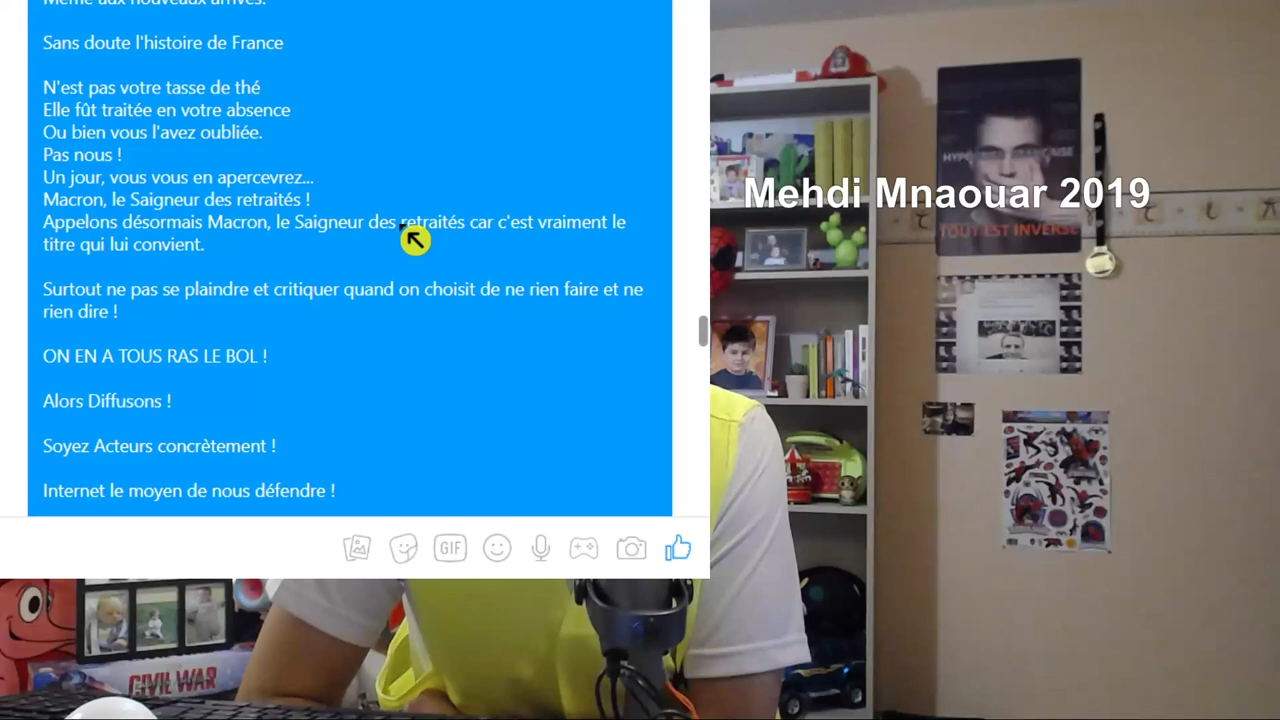 Même aux nouveaux arrivés.
Sans doute l'histoire de France
N'est pas votre tasse de thé
Elle fût traitée en votre absence
Ou bien vous l'avez oubliée.
Pas nous !
Un jour, vous vous en apercevrez...
Macron, le Saigneur des retraités !
Appelons désormais Macron, le Saigneur des retraités car c'est vraiment le
titre qui lui convient.
Surtout ne pas se plaindre et critiquer quand on choisit de ne rien faire et ne
rien dire !
ON EN A TOUS RAS LE BOL !
Alors Diffusons !
Soyez Acteurs concrètement !
Internet le moyen de nous défendre !
GIF
Mehdi Mnaouar 2019
TOUT EST INVERSÉ
CIVIL WAR